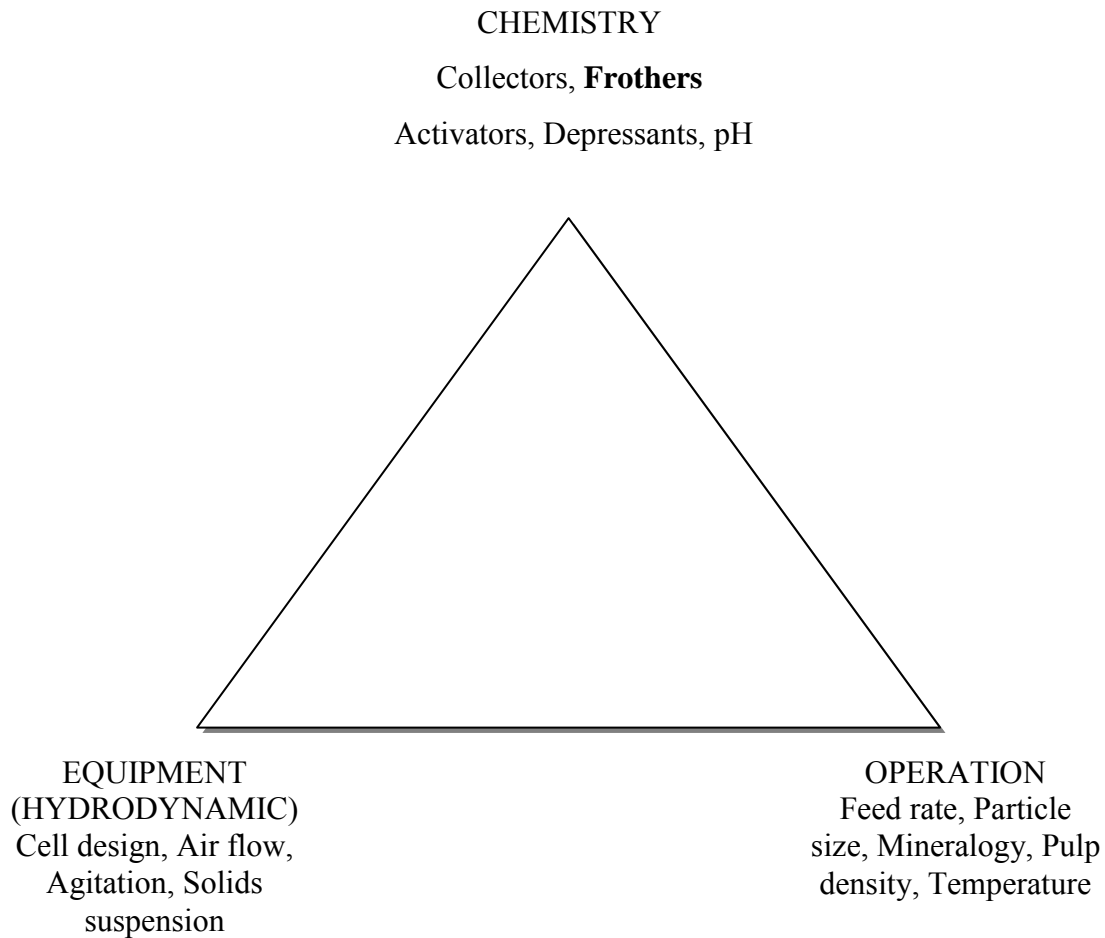 CHEMISTRY
Collectors, Frothers
Activators, Depressants, pH
EQUIPMENT
(HYDRODYNAMIC)
Cell design, Air flow,
Agitation, Solids
suspension
OPERATION
Feed rate, Particle
size, Mineralogy, Pulp
density, Temperature